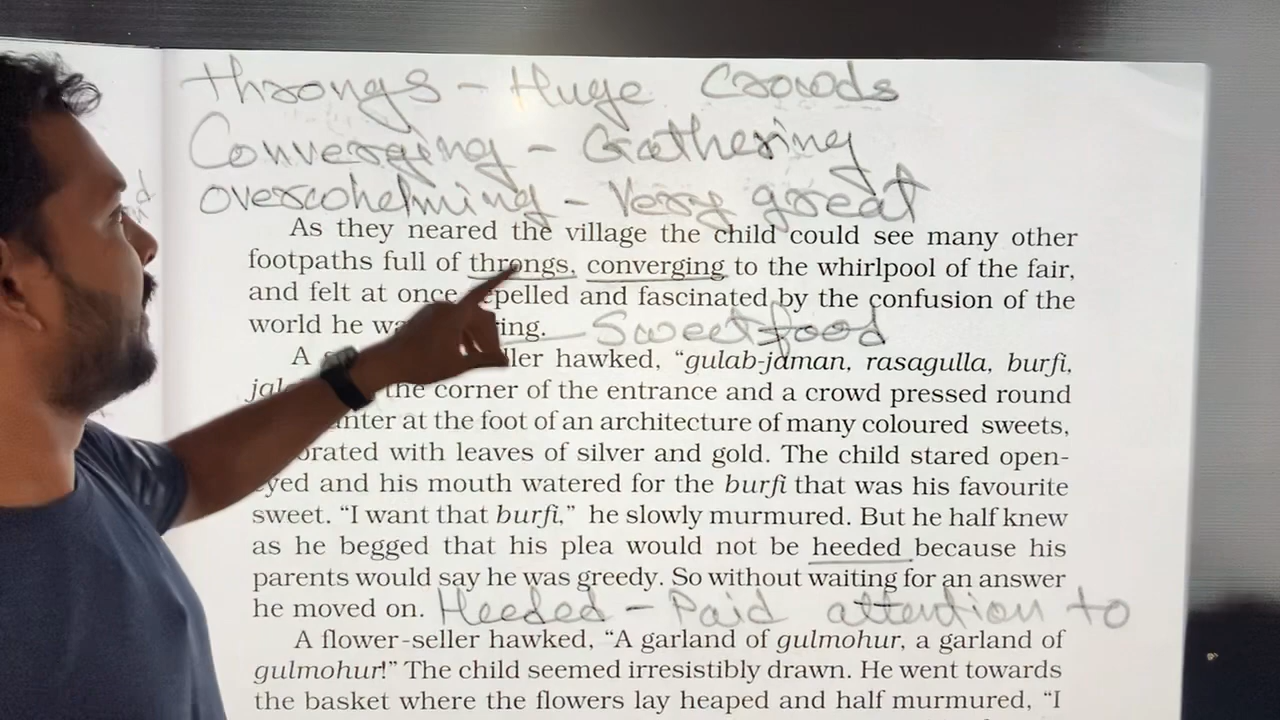 Throngs - Huge Crowds
Converging - Gathering
overwhelming - Very great
As they neared the village the child could see many other
footpaths full of throngs, converging to the whirlpool of the fair,
and felt at once repelled and fascinated by the confusion of the
world he ring.
Sweet food
A ller hawked, “gulab-jaman, rasagulla, burfi,
the corner of the entrance and a crowd pressed round
at the foot of an architecture of many coloured sweets,
with leaves of silver and gold. The child stared open-
eyed and his mouth watered for the burfi that was his favourite
sweet. “I want that burfi,” he slowly murmured. But he half knew
as he begged that his plea would not be heeded because his
parents would say he was greedy. So without waiting for an answer
he moved on. Heeded - Paid attention to
A flower-seller hawked, “A garland of gulmohur, a garland of
gulmohur!” The child seemed irresistibly drawn. He went towards
the basket where the flowers lay heaped and half murmured, “I